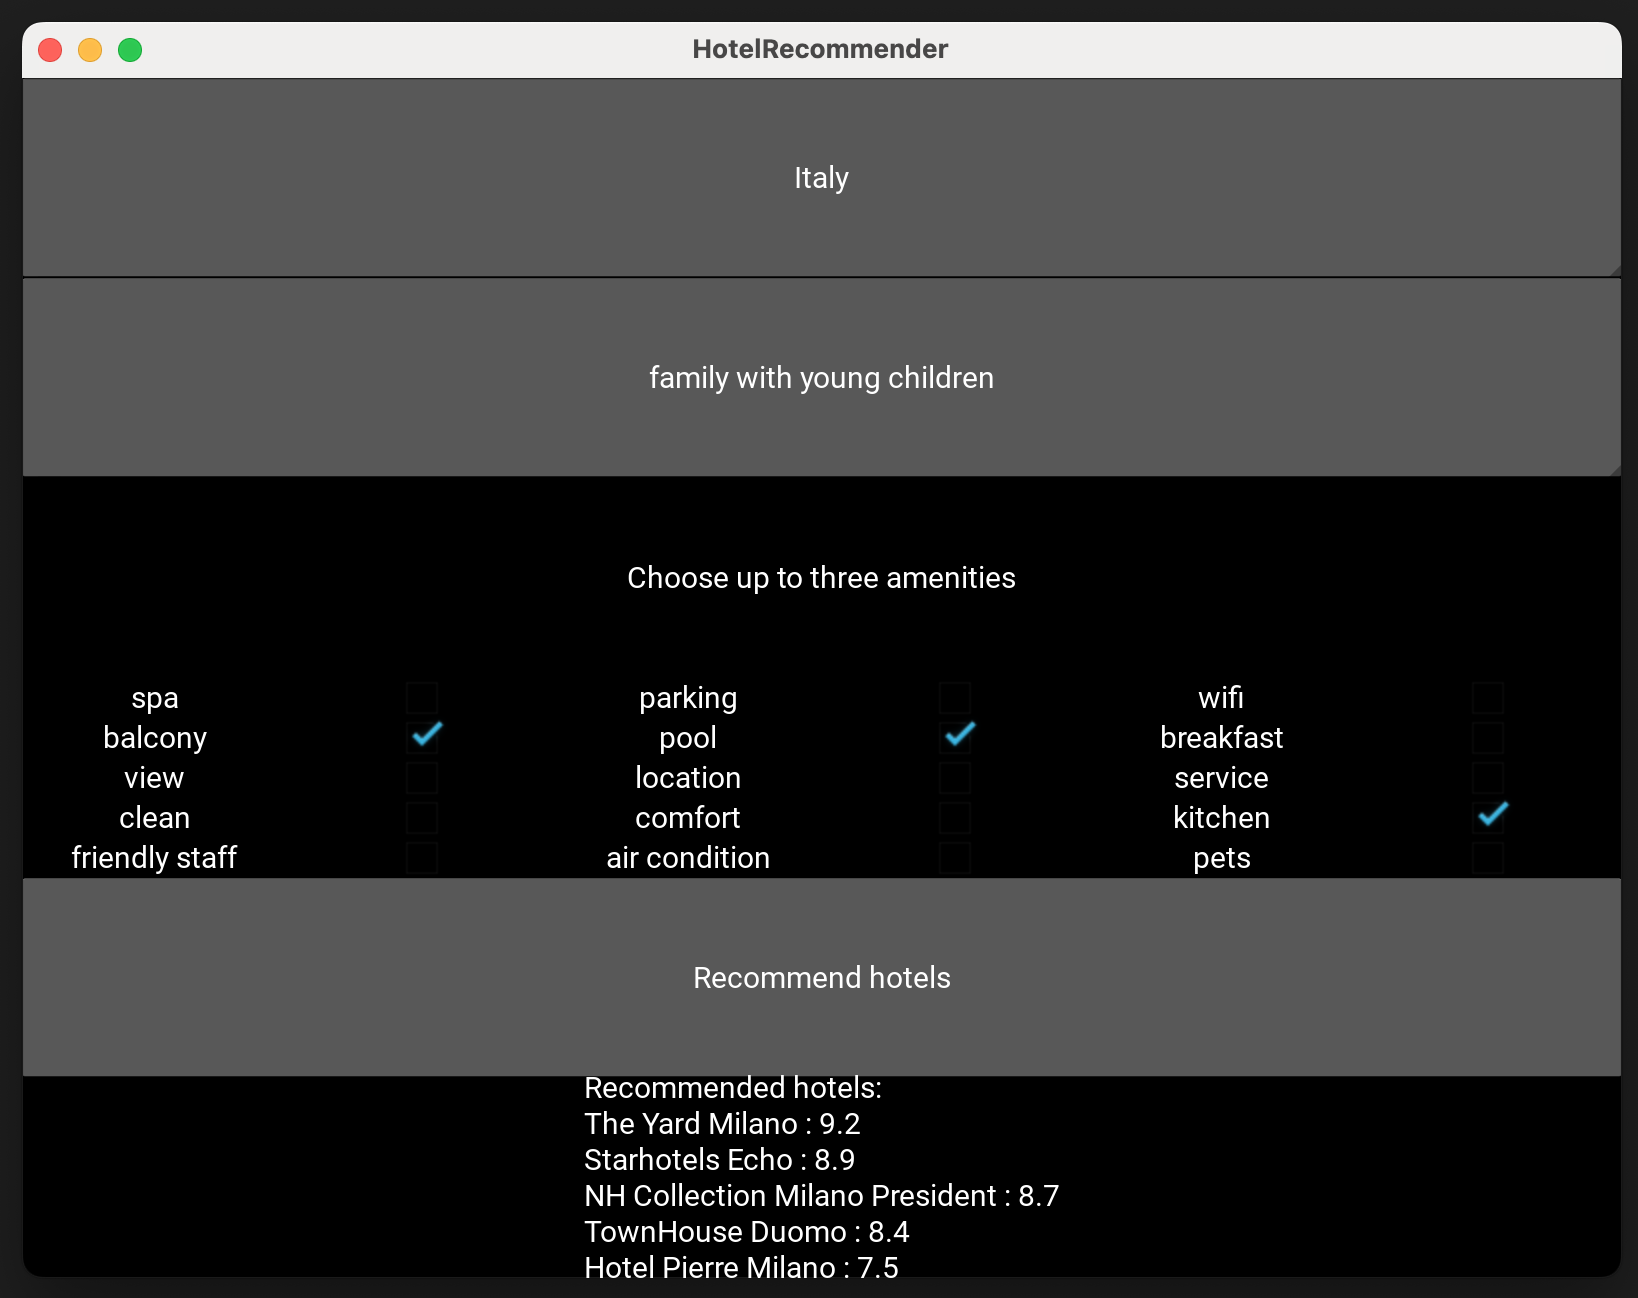 HotelRecommender
Italy
family with young children
Choose up to three amenities
spa parking wifi
balcony pool breakfast
view location service
clean comfort kitchen
friendly staff air condition pets
Recommend hotels
Recommended hotels:
The Yard Milano : 9.2
Starhotels Echo : 8.9
NH Collection Milano President : 8.7
TownHouse Duomo : 8.4
Hotel Pierre Milano : 7.5